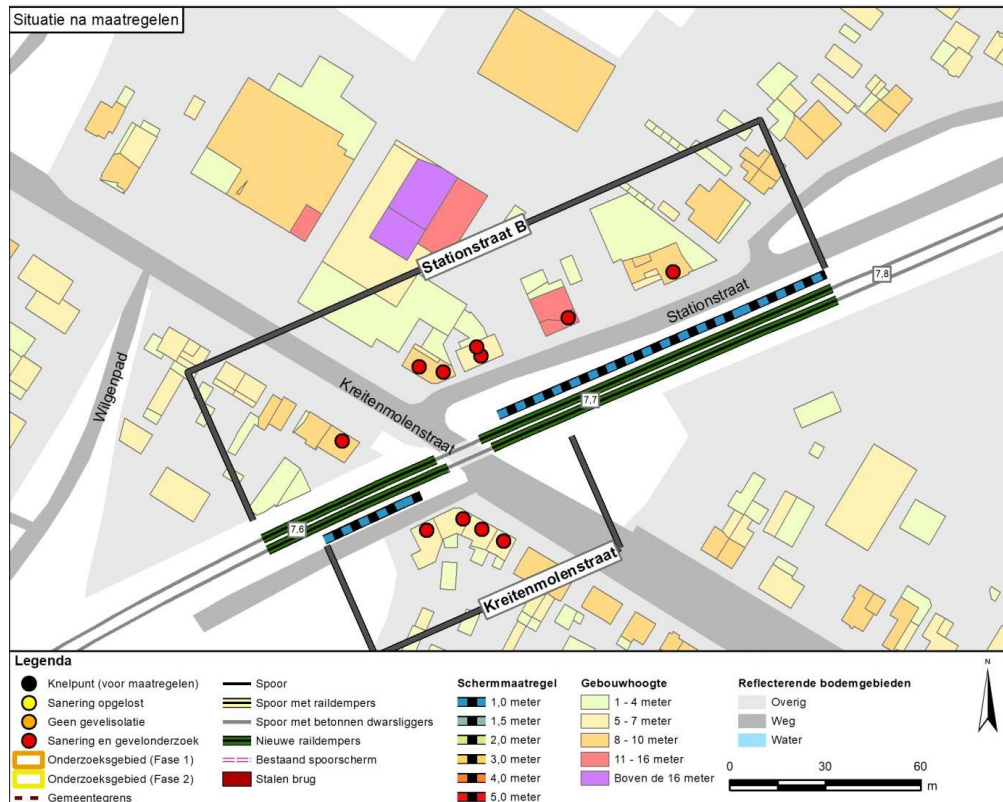 Situatie na maatregelen
Stationstraat B
Stationstraat
7,8
7,7
Wilgenpad
Kreitenmolenstraat
7,6
Kreitenmolenstraat
Legenda
Knelpunt (voor maatregelen)
Sanering opgelost
Geen gevelisolatie
Sanering en gevelonderzoek
Onderzoeksgebied (Fase 1)
Onderzoeksgebied (Fase 2)
Gemeentegrens
Spoor
Spoor met raildempers
Spoor met betonnen dwarsliggers
Nieuwe raildempers
Bestaand spoorscherm
Stalen brug
Schermmaatregel
1,0 meter
1,5 meter
2,0 meter
3,0 meter
4,0 meter
5,0 meter
Gebouwhoogte
1 - 4 meter
5 - 7 meter
8 - 10 meter
11 - 16 meter
Boven de 16 meter
Reflecterende bodemgebieden
Overig
Weg
Water
N
0 30 60
m